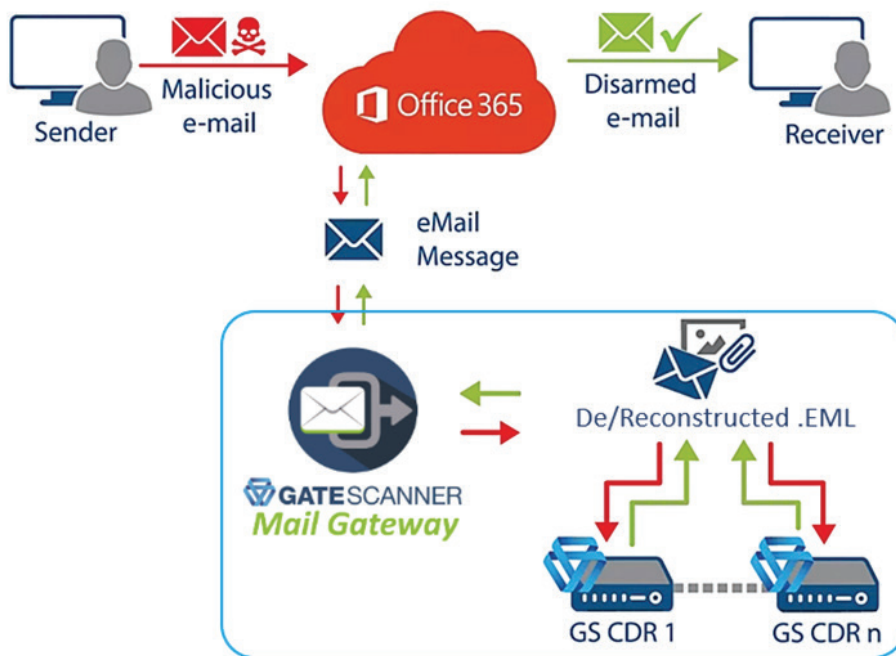 Sender
Malicious
e-mail
Office 365
Disarmed
e-mail
Receiver
eMail
Message
GATESCANNER
Mail Gateway
De/Reconstructed .EML
GS CDR 1
GS CDR n